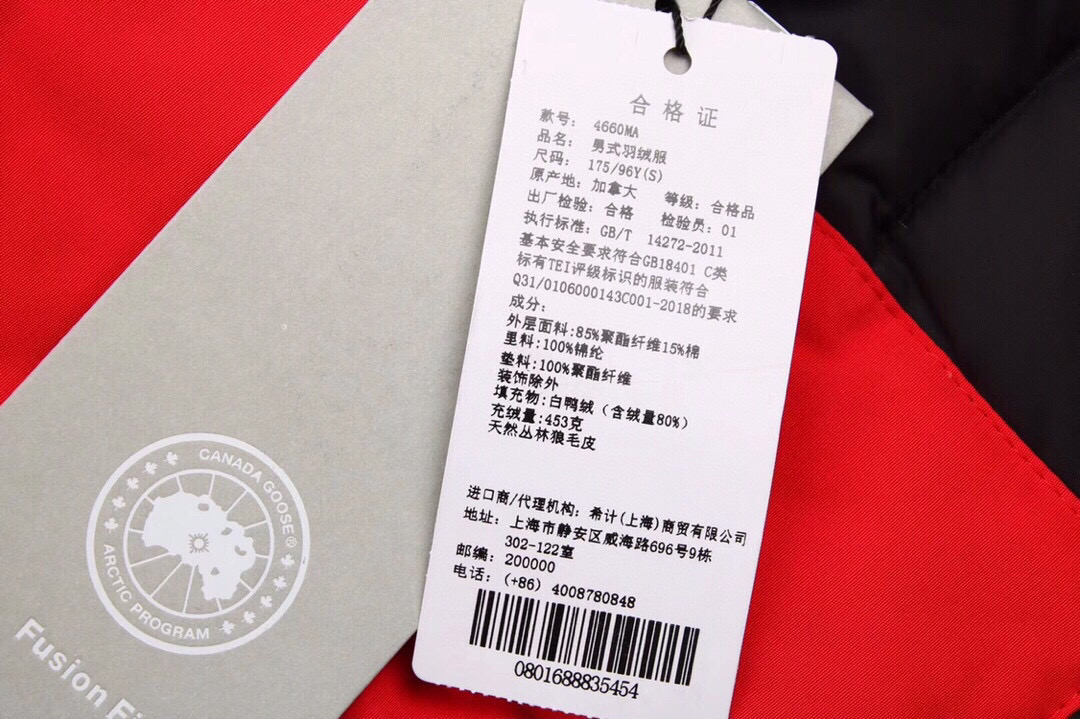 合格证
款号: 4660MA
品名: 男式羽绒服
尺码: 175/96Y(S)
原产地: 加拿大 等级: 合格品
出厂检验: 合格 检验员: 01
执行标准: GB/T 14272-2011
基本安全要求符合GB18401 C类
标有TEI评级标识的服装符合
Q31/0106000143C001-2018的要求
成分:
外层面料:85%聚酯纤维15%棉
里料:100%锦纶
垫料:100%聚酯纤维
装饰除外
填充物:白鸭绒(含绒量80%)
充绒量:453克
天然丛林狼毛皮
进口商/代理机构: 希计(上海)商贸有限公司
地址: 上海市静安区威海路696号9栋
302-122室
邮编: 200000
电话: (+86) 4008780848
0801688835454
CANADA GOOSE®
ARCTIC PROGRAM
Fusion Fi